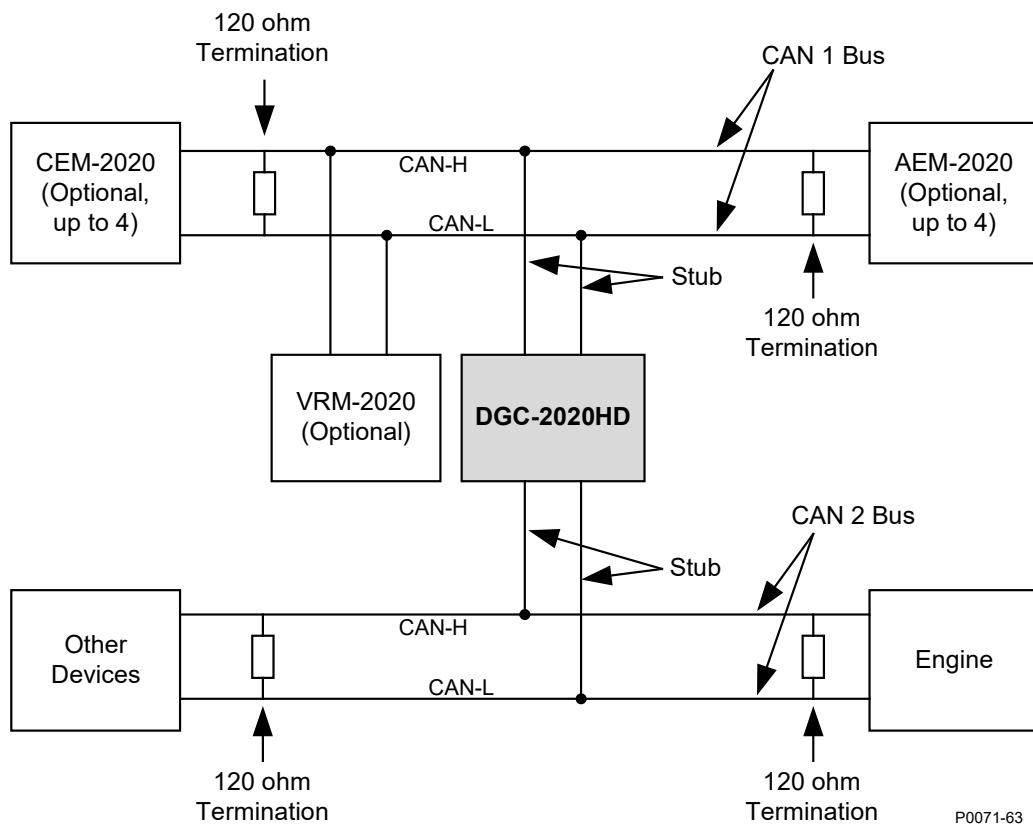 120 ohm
Termination
CAN 1 Bus
CEM-2020
(Optional,
up to 4)
CAN-H
CAN-L
AEM-2020
(Optional,
up to 4)
Stub
120 ohm
Termination
VRM-2020
(Optional)
DGC-2020HD
CAN 2 Bus
Stub
Other
Devices
CAN-H
CAN-L
Engine
120 ohm
Termination
120 ohm
Termination
P0071-63